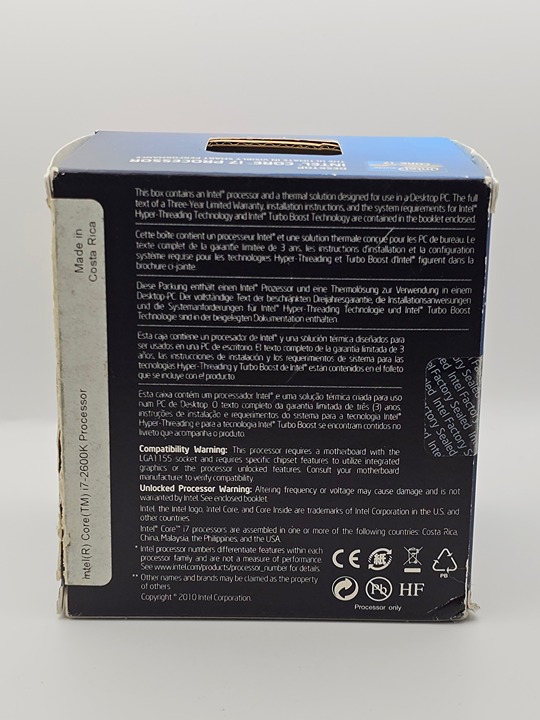 DESKTOP
INTEL® CORE™ i7 PROCESSOR
THE ULTIMATE IN VISIBLY SMART PERFORMANCE
This box contains an Intel® processor and a thermal solution designed for use in a Desktop PC. The full
text of a Three-Year Limited Warranty, installation instructions, and the system requirements for Intel®
Hyper-Threading Technology and Intel® Turbo Boost Technology are contained in the booklet enclosed.
Cette boîte contient un processeur Intel® et une solution thermale conçue pour les PC de bureau. Le
texte complet de la garantie limitée de 3 ans, les instructions d'installation et la configuration
système requise pour les technologies Hyper-Threading et Turbo Boost d'Intel® figurent dans la
brochure ci-jointe.
Diese Packung enthält einen Intel® Prozessor und eine Thermolösung zur Verwendung in einem
Desktop-PC. Der vollständige Text der beschränkten Dreijahresgarantie, die Installationsanweisungen
und die Systemanforderungen für Intel® Hyper-Threading Technologie und Intel® Turbo Boost
Technologie sind in der beigelegten Dokumentation enthalten.
Esta caja contiene un procesador de Intel® y una solución térmica diseñados para
ser usados en una PC de escritorio. El texto completo de la garantía limitada de 3
años, las instrucciones de instalación y los requerimientos de sistema para las
tecnologías Hyper-Threading y Turbo Boost de Intel® están contenidos en el folleto
que se incluye con el producto.
Esta caixa contém um processador Intel® e uma solução térmica criada para uso
num PC de Desktop. O texto completo da garantia limitada de três (3) anos,
instruções de instalação e requisitos do sistema para a tecnologia Intel®
Hyper-Threading e para a tecnologia Intel® Turbo Boost se encontram contidos no
livreto que acompanha o produto.
Compatibility Warning: This processor requires a motherboard with the
LGA1155 socket and requires specific chipset features to utilize integrated
graphics or the processor unlocked features. Consult your motherboard
manufacturer to verify compatibility.
Unlocked Processor Warning: Altering frequency or voltage may cause damage and is not
warranted by Intel. See enclosed booklet.
Intel, the Intel logo, Intel Core, and Core Inside are trademarks of Intel Corporation in the U.S. and
other countries.
Intel® Core™ i7 processors are assembled in one or more of the following countries: Costa Rica,
China, Malaysia, the Philippines, and the USA
* Intel processor numbers differentiate features within each
processor family and are not a measure of performance.
See www.intel.com/products/processor_number for details.
** Other names and brands may be claimed as the property
of others
Copyright © 2010 Intel Corporation.
Made in
Costa Rica
Intel(R) Core(TM) i7-2600K Processor
Intel Factory Sealed
CE
紙
PB
Pb
HF
Processor only